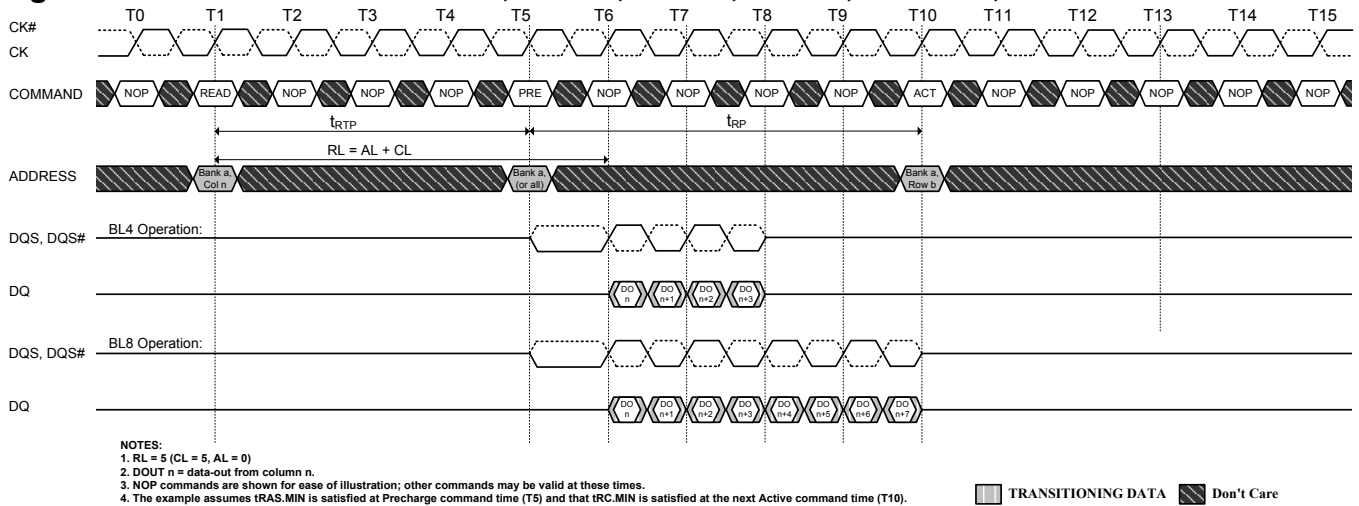 T0 T1 T2 T3 T4 T5 T6 T7 T8 T9 T10 T11 T12 T13 T14 T15
CK#
CK
COMMAND NOP READ NOP NOP NOP PRE NOP NOP NOP NOP ACT NOP NOP NOP NOP NOP
tRTP tRP
RL = AL + CL
ADDRESS Bank a, Col n Bank a, (or all) Bank a, Row b
BL4 Operation:
DQS, DQS#
DQ DO n DO n+1 DO n+2 DO n+3
BL8 Operation:
DQS, DQS#
DQ DO n DO n+1 DO n+2 DO n+3 DO n+4 DO n+5 DO n+6 DO n+7
NOTES:
1. RL = 5 (CL = 5, AL = 0)
2. DOUT n = data-out from column n.
3. NOP commands are shown for ease of illustration; other commands may be valid at these times.
4. The example assumes tRAS.MIN is satisfied at Precharge command time (T5) and that tRC.MIN is satisfied at the next Active command time (T10).
TRANSITIONING DATA Don't Care